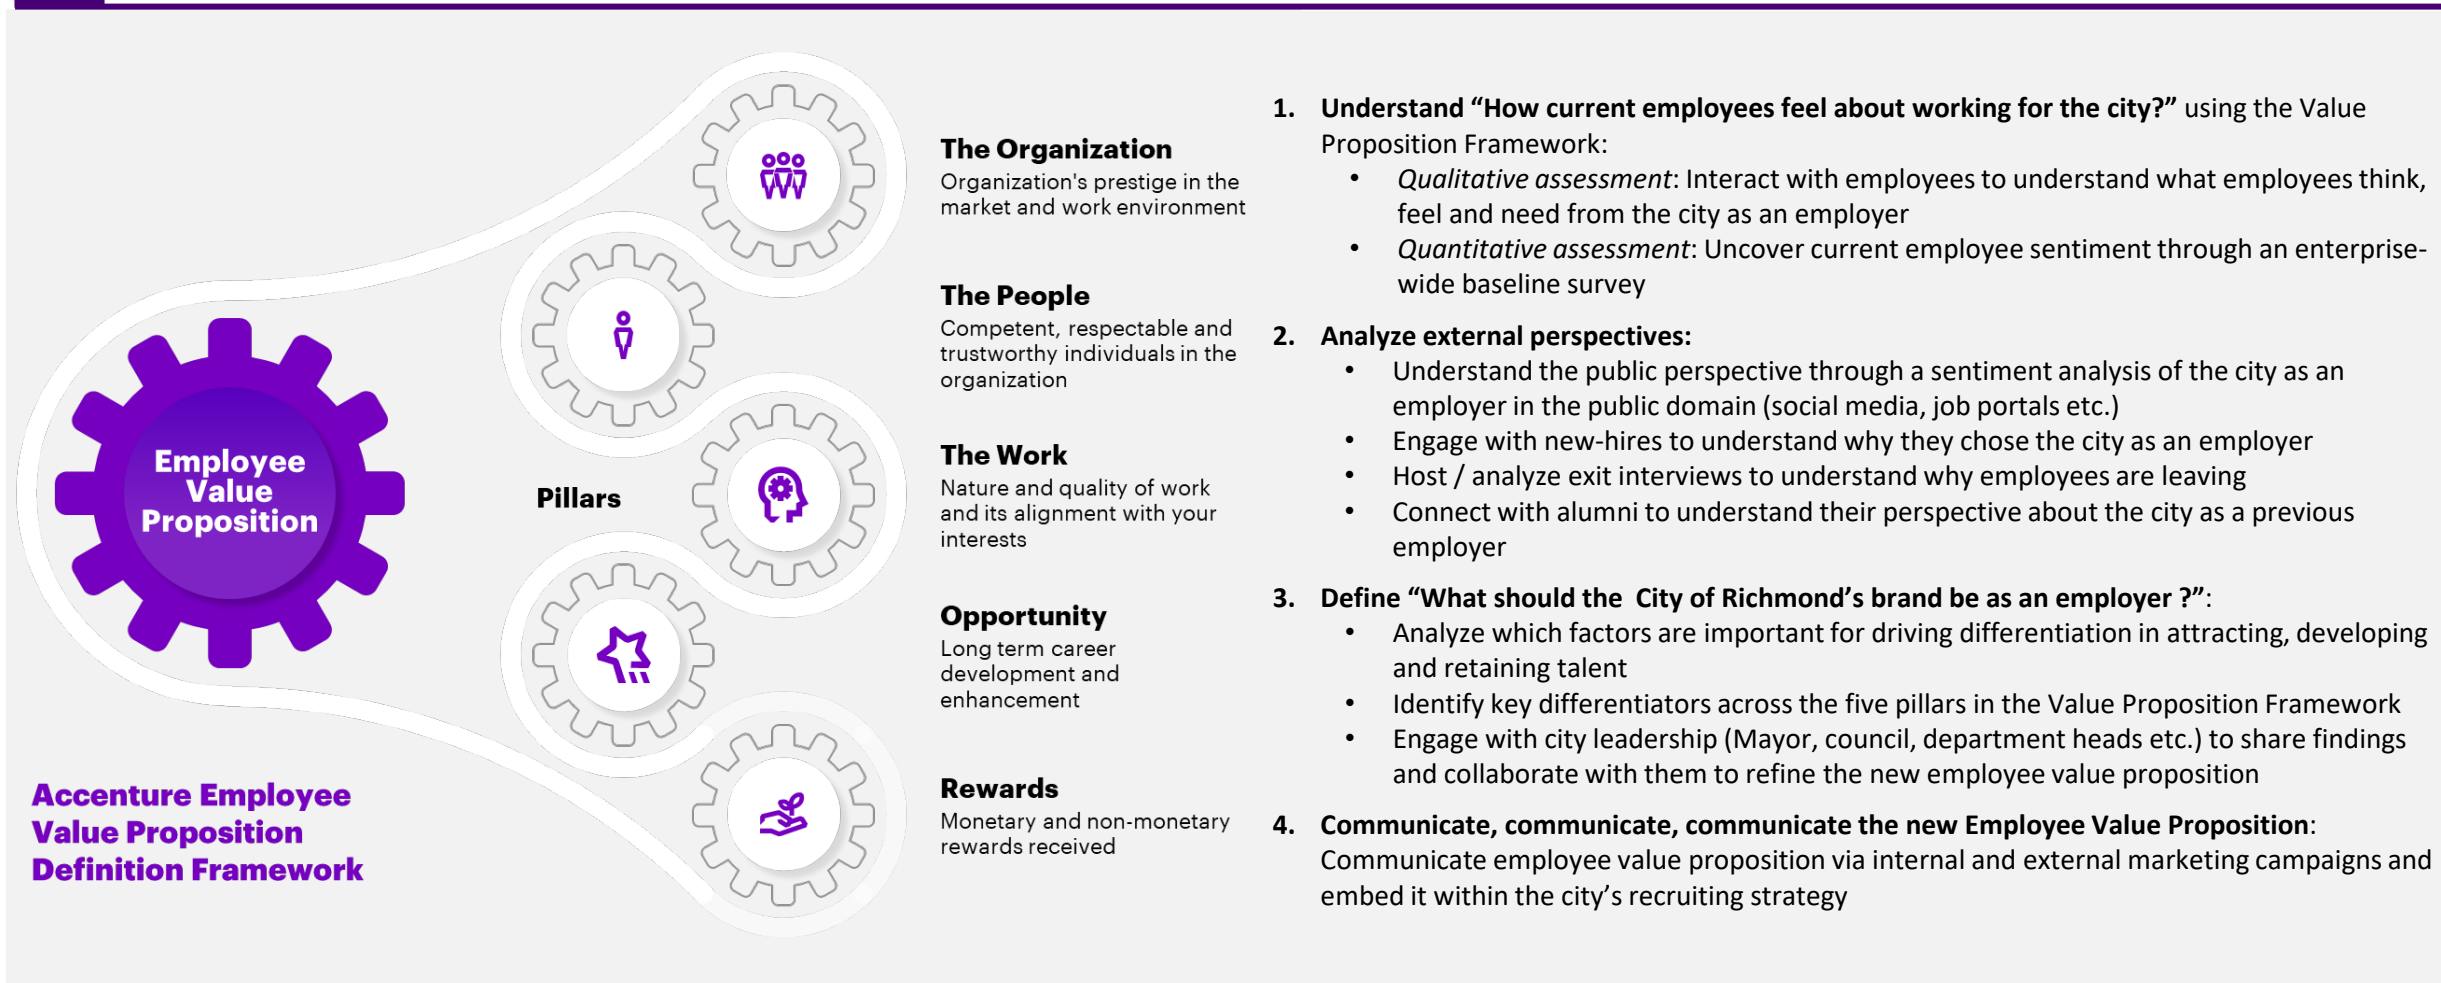 Employee
Value
Proposition
Accenture Employee
Value Proposition
Definition Framework
Pillars
The Organization
Organization's prestige in the
market and work environment
The People
Competent, respectable and
trustworthy individuals in the
organization
The Work
Nature and quality of work
and its alignment with your
interests
Opportunity
Long term career
development and
enhancement
Rewards
Monetary and non-monetary
rewards received
1. Understand “How current employees feel about working for the city?” using the Value
Proposition Framework:
• Qualitative assessment: Interact with employees to understand what employees think,
feel and need from the city as an employer
• Quantitative assessment: Uncover current employee sentiment through an enterprise-
wide baseline survey
2. Analyze external perspectives:
• Understand the public perspective through a sentiment analysis of the city as an
employer in the public domain (social media, job portals etc.)
• Engage with new-hires to understand why they chose the city as an employer
• Host / analyze exit interviews to understand why employees are leaving
• Connect with alumni to understand their perspective about the city as a previous
employer
3. Define “What should the  City of Richmond’s brand be as an employer ?”:
• Analyze which factors are important for driving differentiation in attracting, developing
and retaining talent
• Identify key differentiators across the five pillars in the Value Proposition Framework
• Engage with city leadership (Mayor, council, department heads etc.) to share findings
and collaborate with them to refine the new employee value proposition
4. Communicate, communicate, communicate the new Employee Value Proposition:
Communicate employee value proposition via internal and external marketing campaigns and
embed it within the city’s recruiting strategy